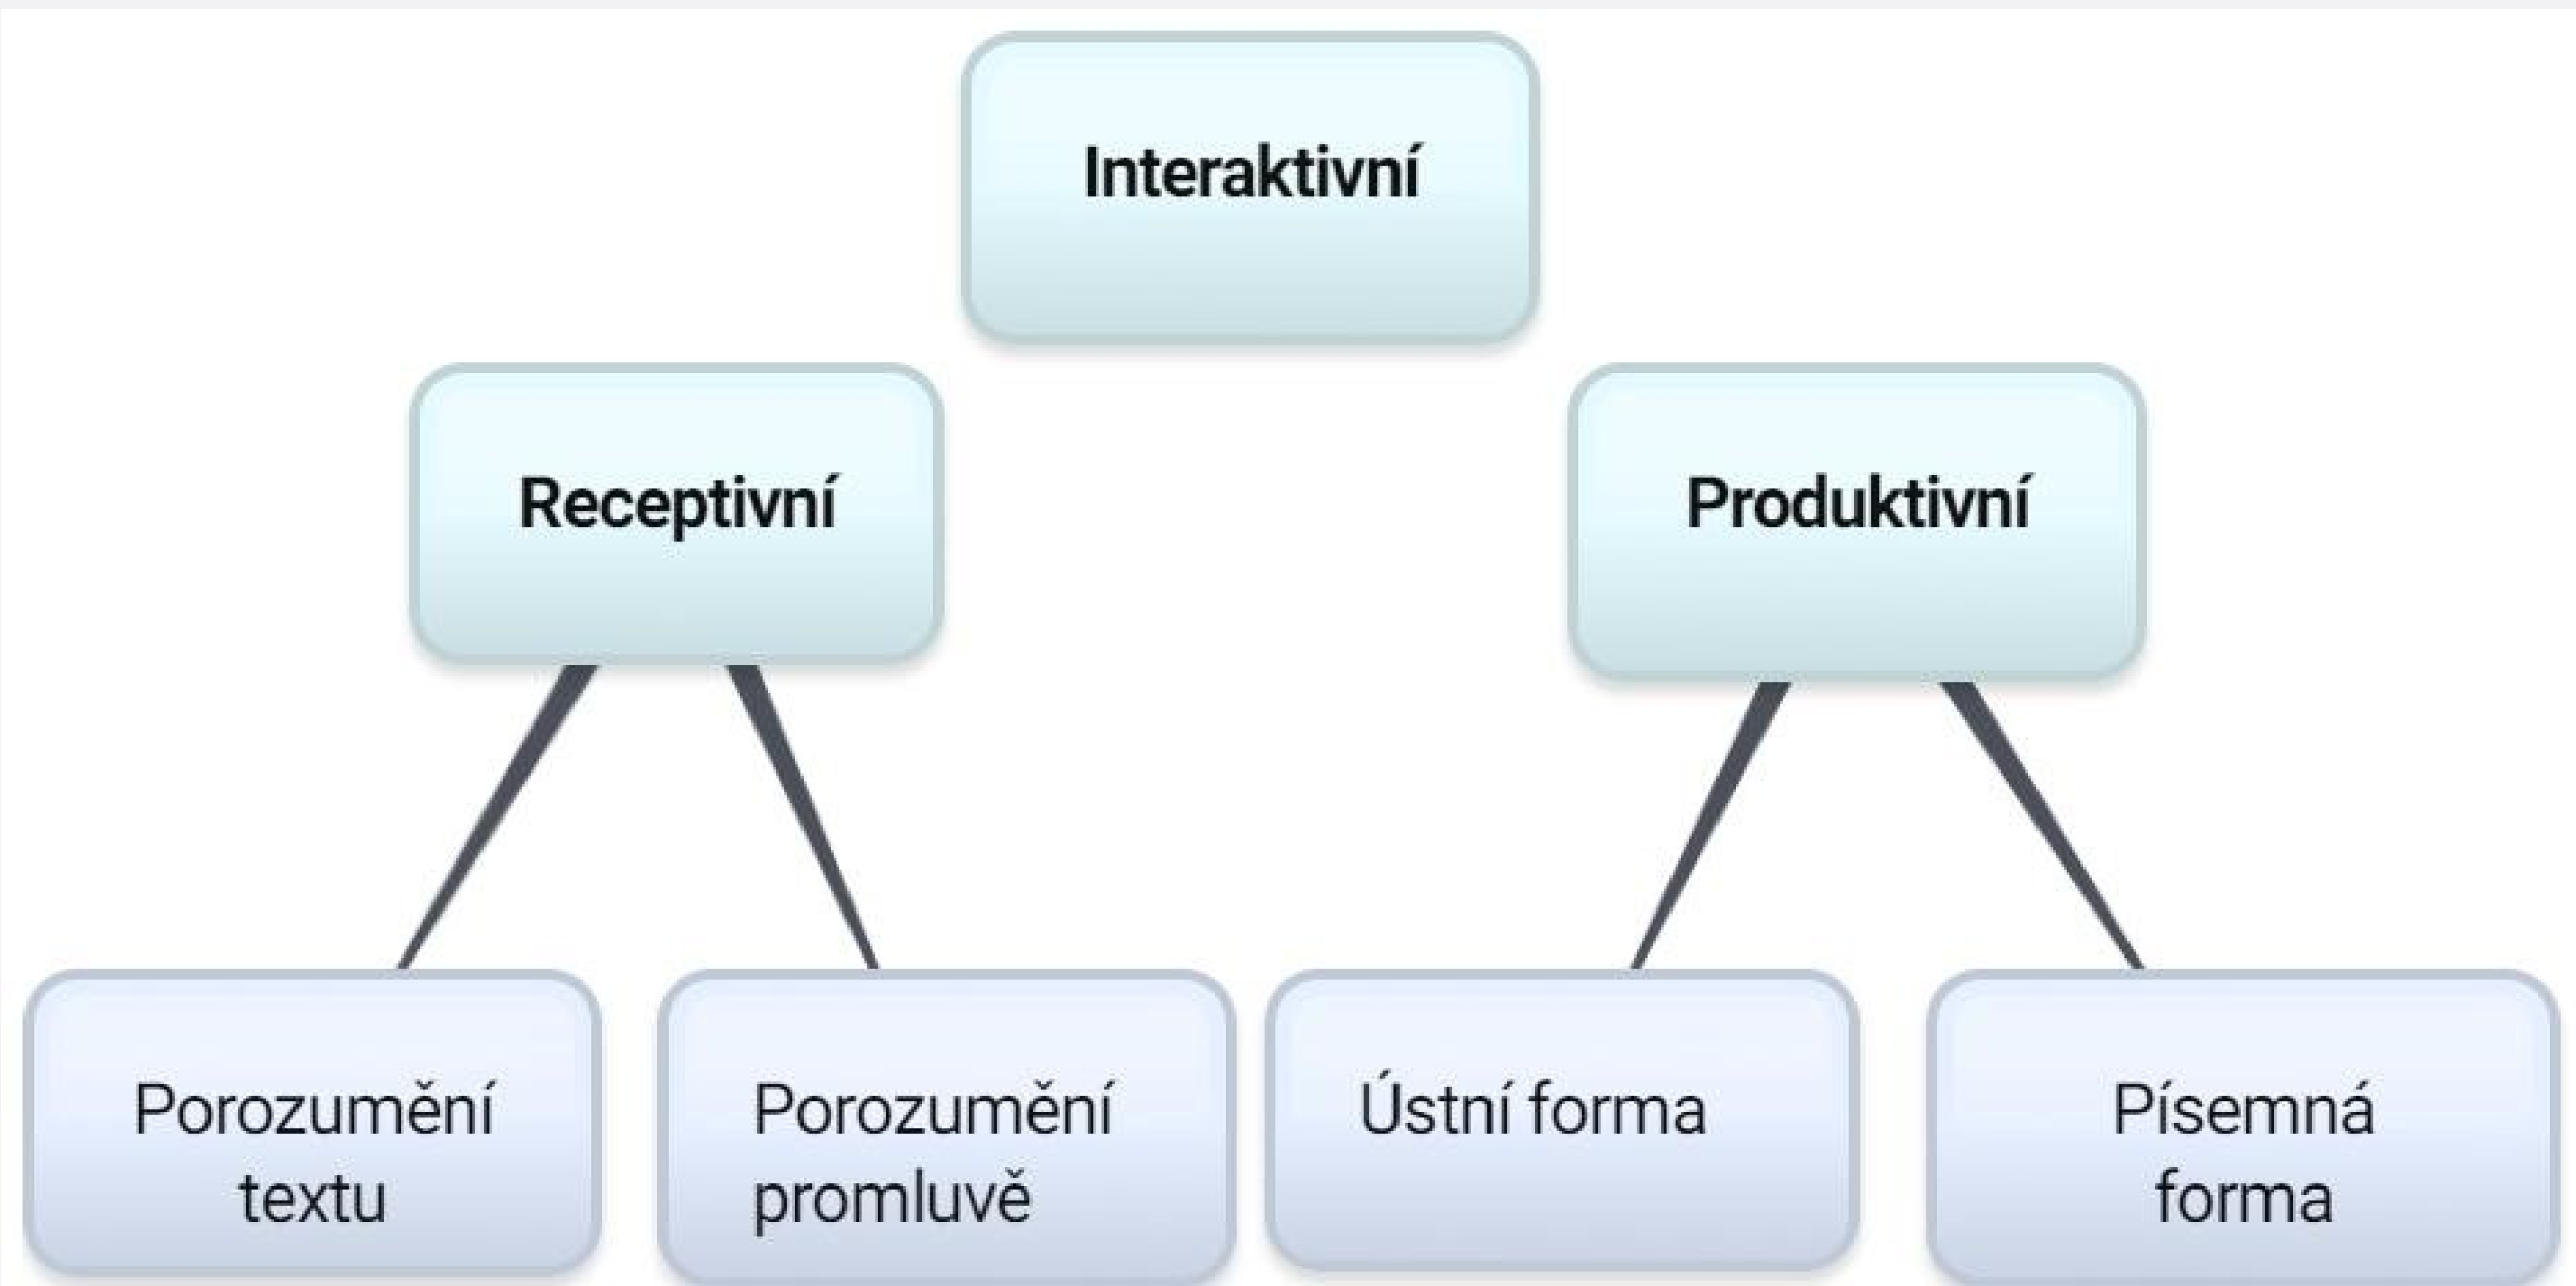 Interaktivní
Receptivní
Produktivní
Porozumění
textu
Porozumění
promluvě
Ústní forma
Písemná
forma